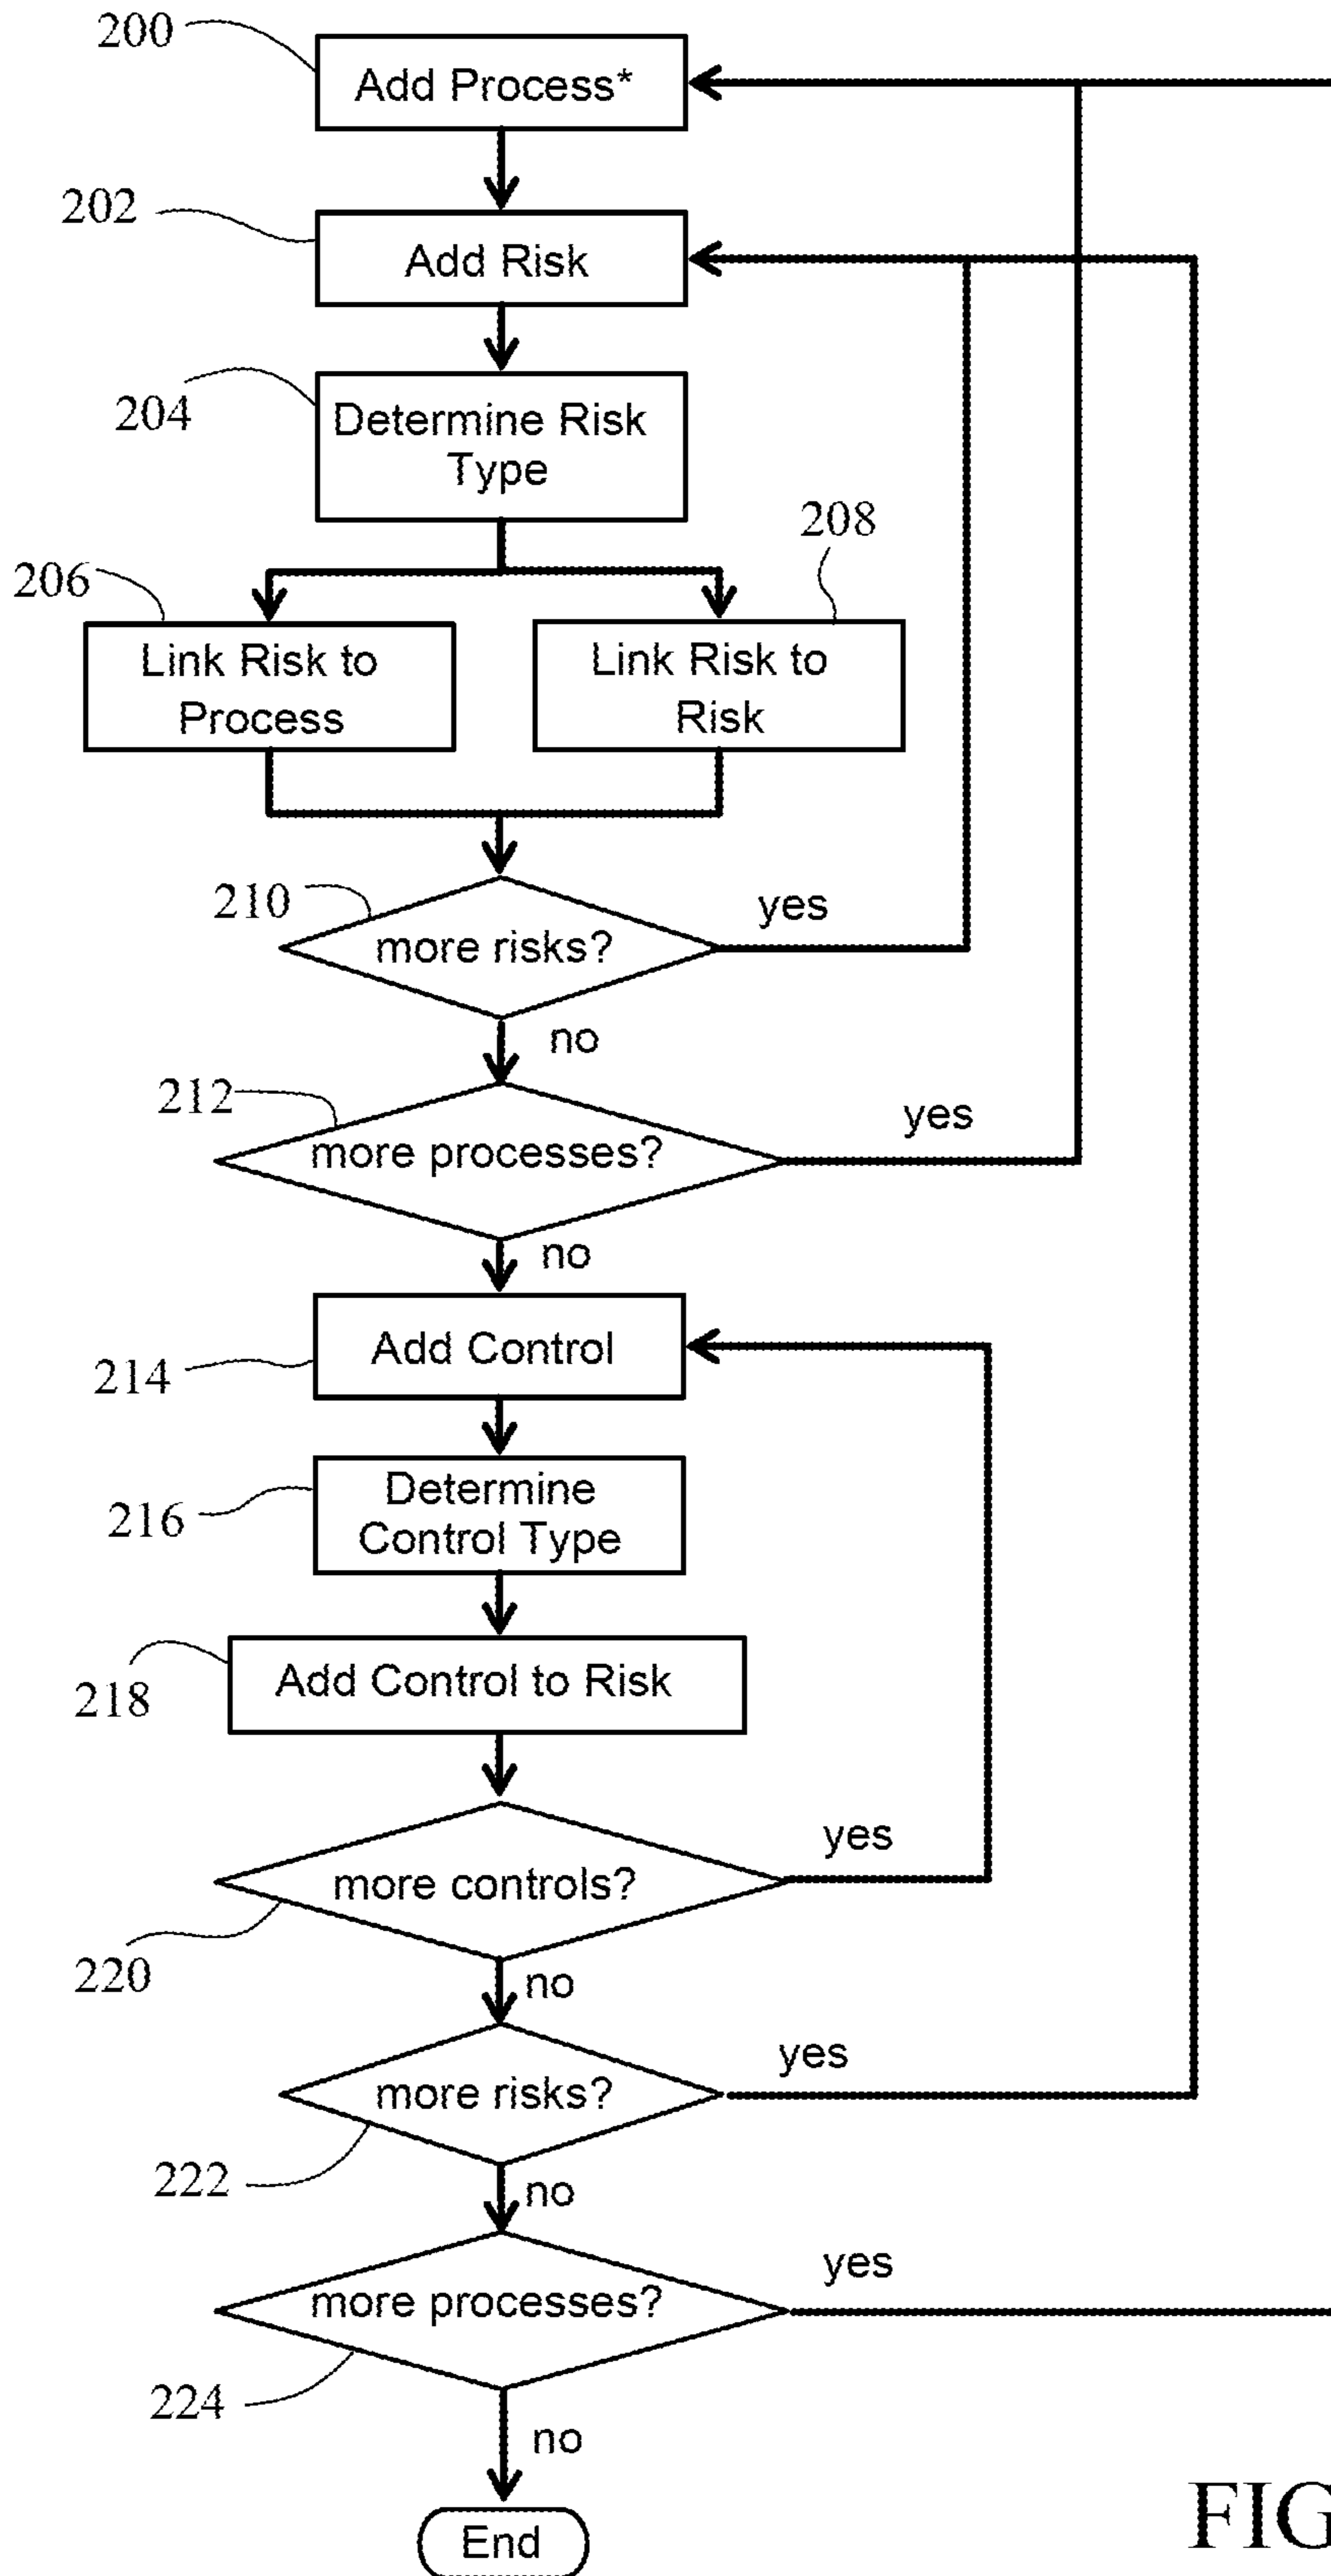 200
Add Process*
202
Add Risk
204
Determine Risk
Type
208
206
Link Risk to
Process
Link Risk to
Risk
210
more risks?
yes
no
212
more processes?
yes
no
214
Add Control
216
Determine
Control Type
218
Add Control to Risk
220
more controls?
yes
no
222
more risks?
yes
no
224
more processes?
yes
no
End
FIG